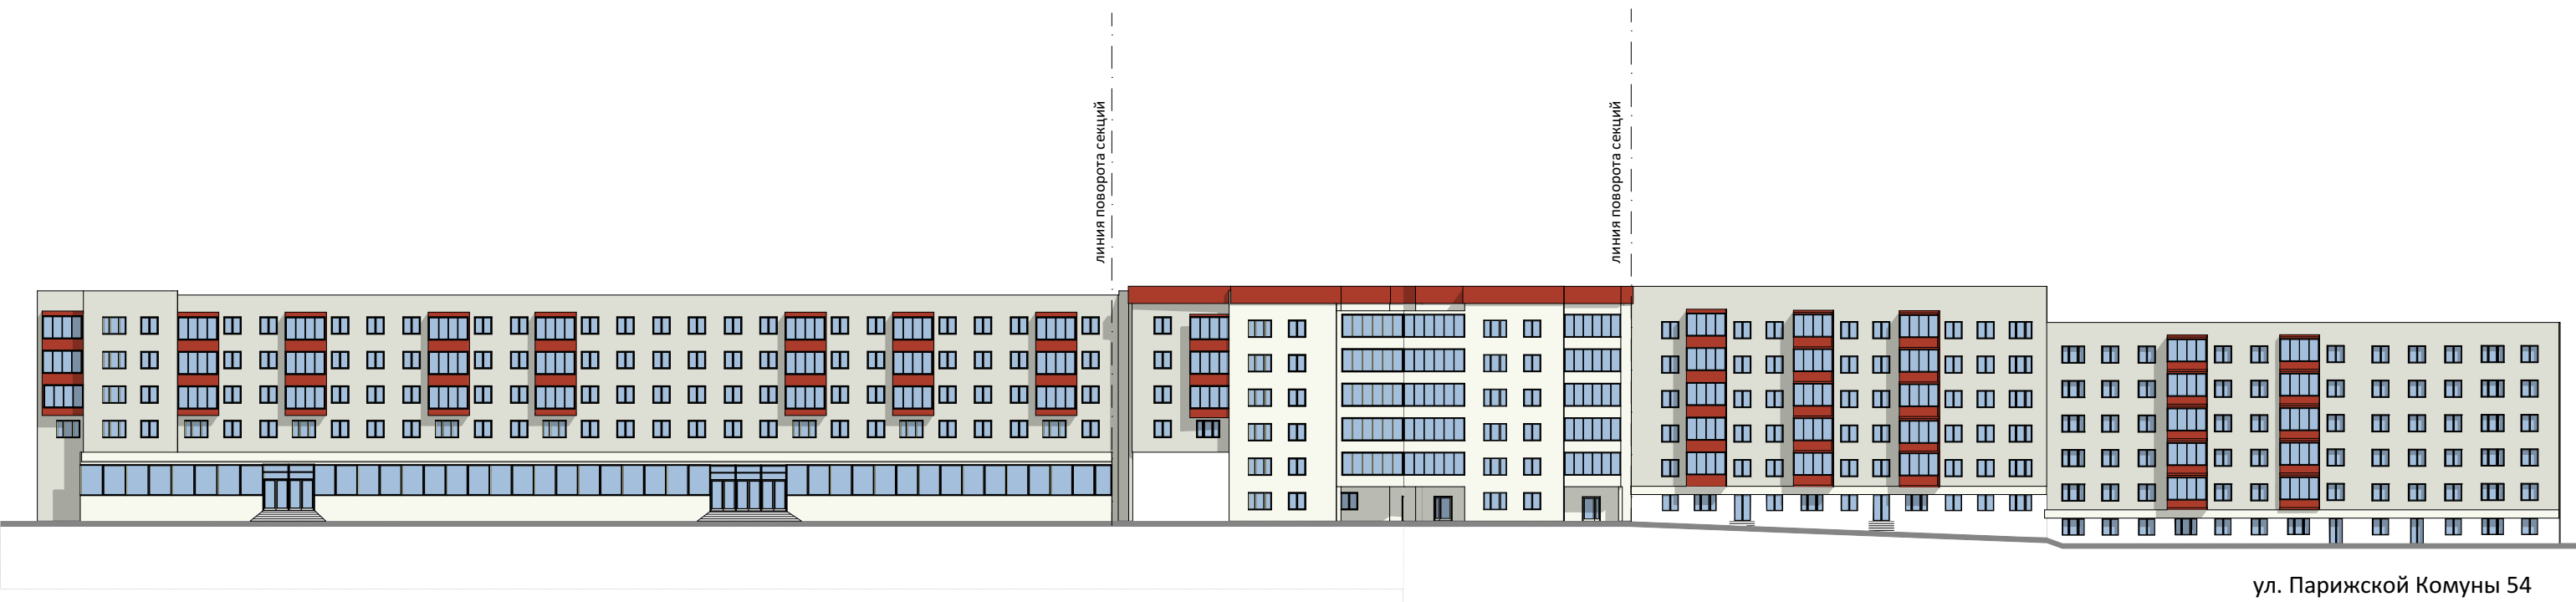 линия поворота секций
линия поворота секций
ул. Парижской Комуны 54